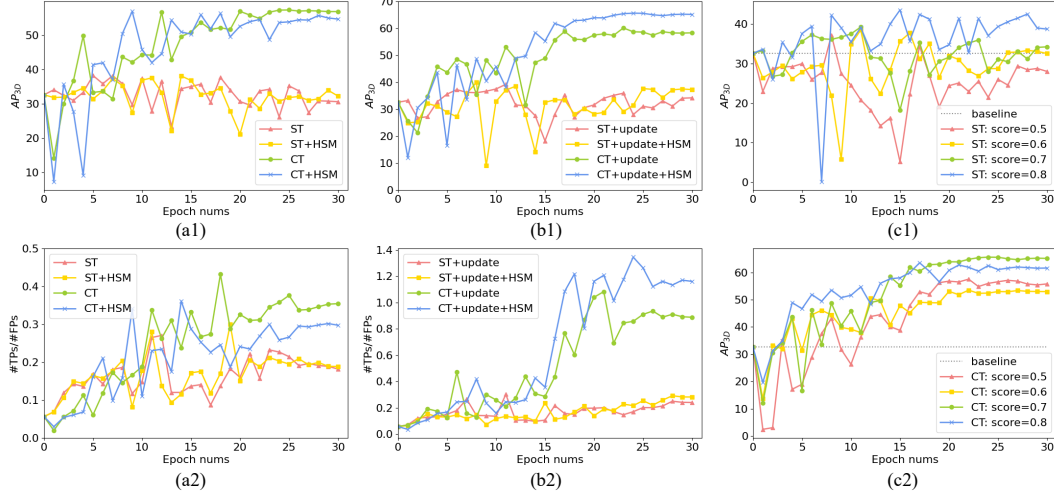 AP3D
50
40
30
20
10
ST
ST+HSM
CT
CT+HSM
0 5 10 15 20 25 30
Epoch nums
(a1)
AP3D
70
60
50
40
30
20
10
0
ST+update
ST+update+HSM
CT+update
CT+update+HSM
0 5 10 15 20 25 30
Epoch nums
(b1)
AP3D
40
30
20
10
0
baseline
ST: score=0.5
ST: score=0.6
ST: score=0.7
ST: score=0.8
0 5 10 15 20 25 30
Epoch nums
(c1)
#TPs/#FPs
0.5
0.4
0.3
0.2
0.1
0.0
ST
ST+HSM
CT
CT+HSM
0 5 10 15 20 25 30
Epoch nums
(a2)
#TPs/#FPs
1.4
1.2
1.0
0.8
0.6
0.4
0.2
0.0
ST+update
ST+update+HSM
CT+update
CT+update+HSM
0 5 10 15 20 25 30
Epoch nums
(b2)
AP3D
60
50
40
30
20
10
0
baseline
CT: score=0.5
CT: score=0.6
CT: score=0.7
CT: score=0.8
0 5 10 15 20 25 30
Epoch nums
(c2)